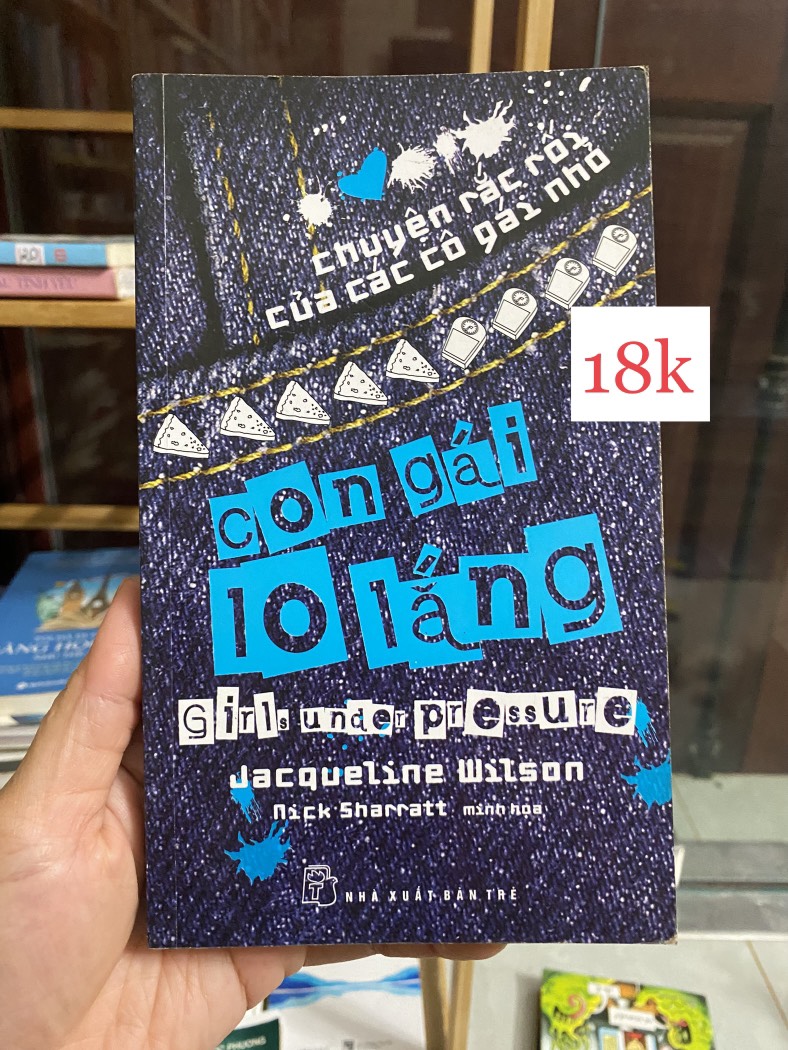 chuyện rắc rối
của các cô gái nhỏ
18k
con gái
lo lắng
Girls under pressure
Jacqueline Wilson
Nick Sharratt minh họa
NHÀ XUẤT BẢN TRẺ